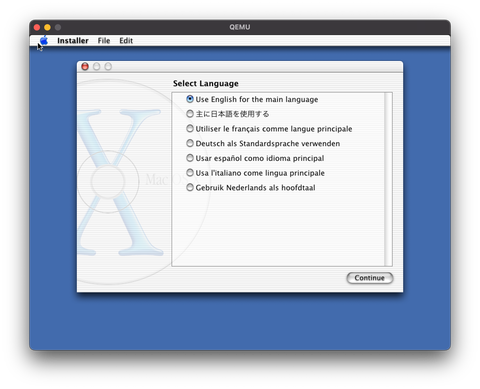 QEMU
Installer File Edit
Select Language
Use English for the main language
主に日本語を使用する
Utiliser le français comme langue principale
Deutsch als Standardsprache verwenden
Usar español como idioma principal
Usa l'italiano come lingua principale
Gebruik Nederlands als hoofdtaal
Mac
Continue